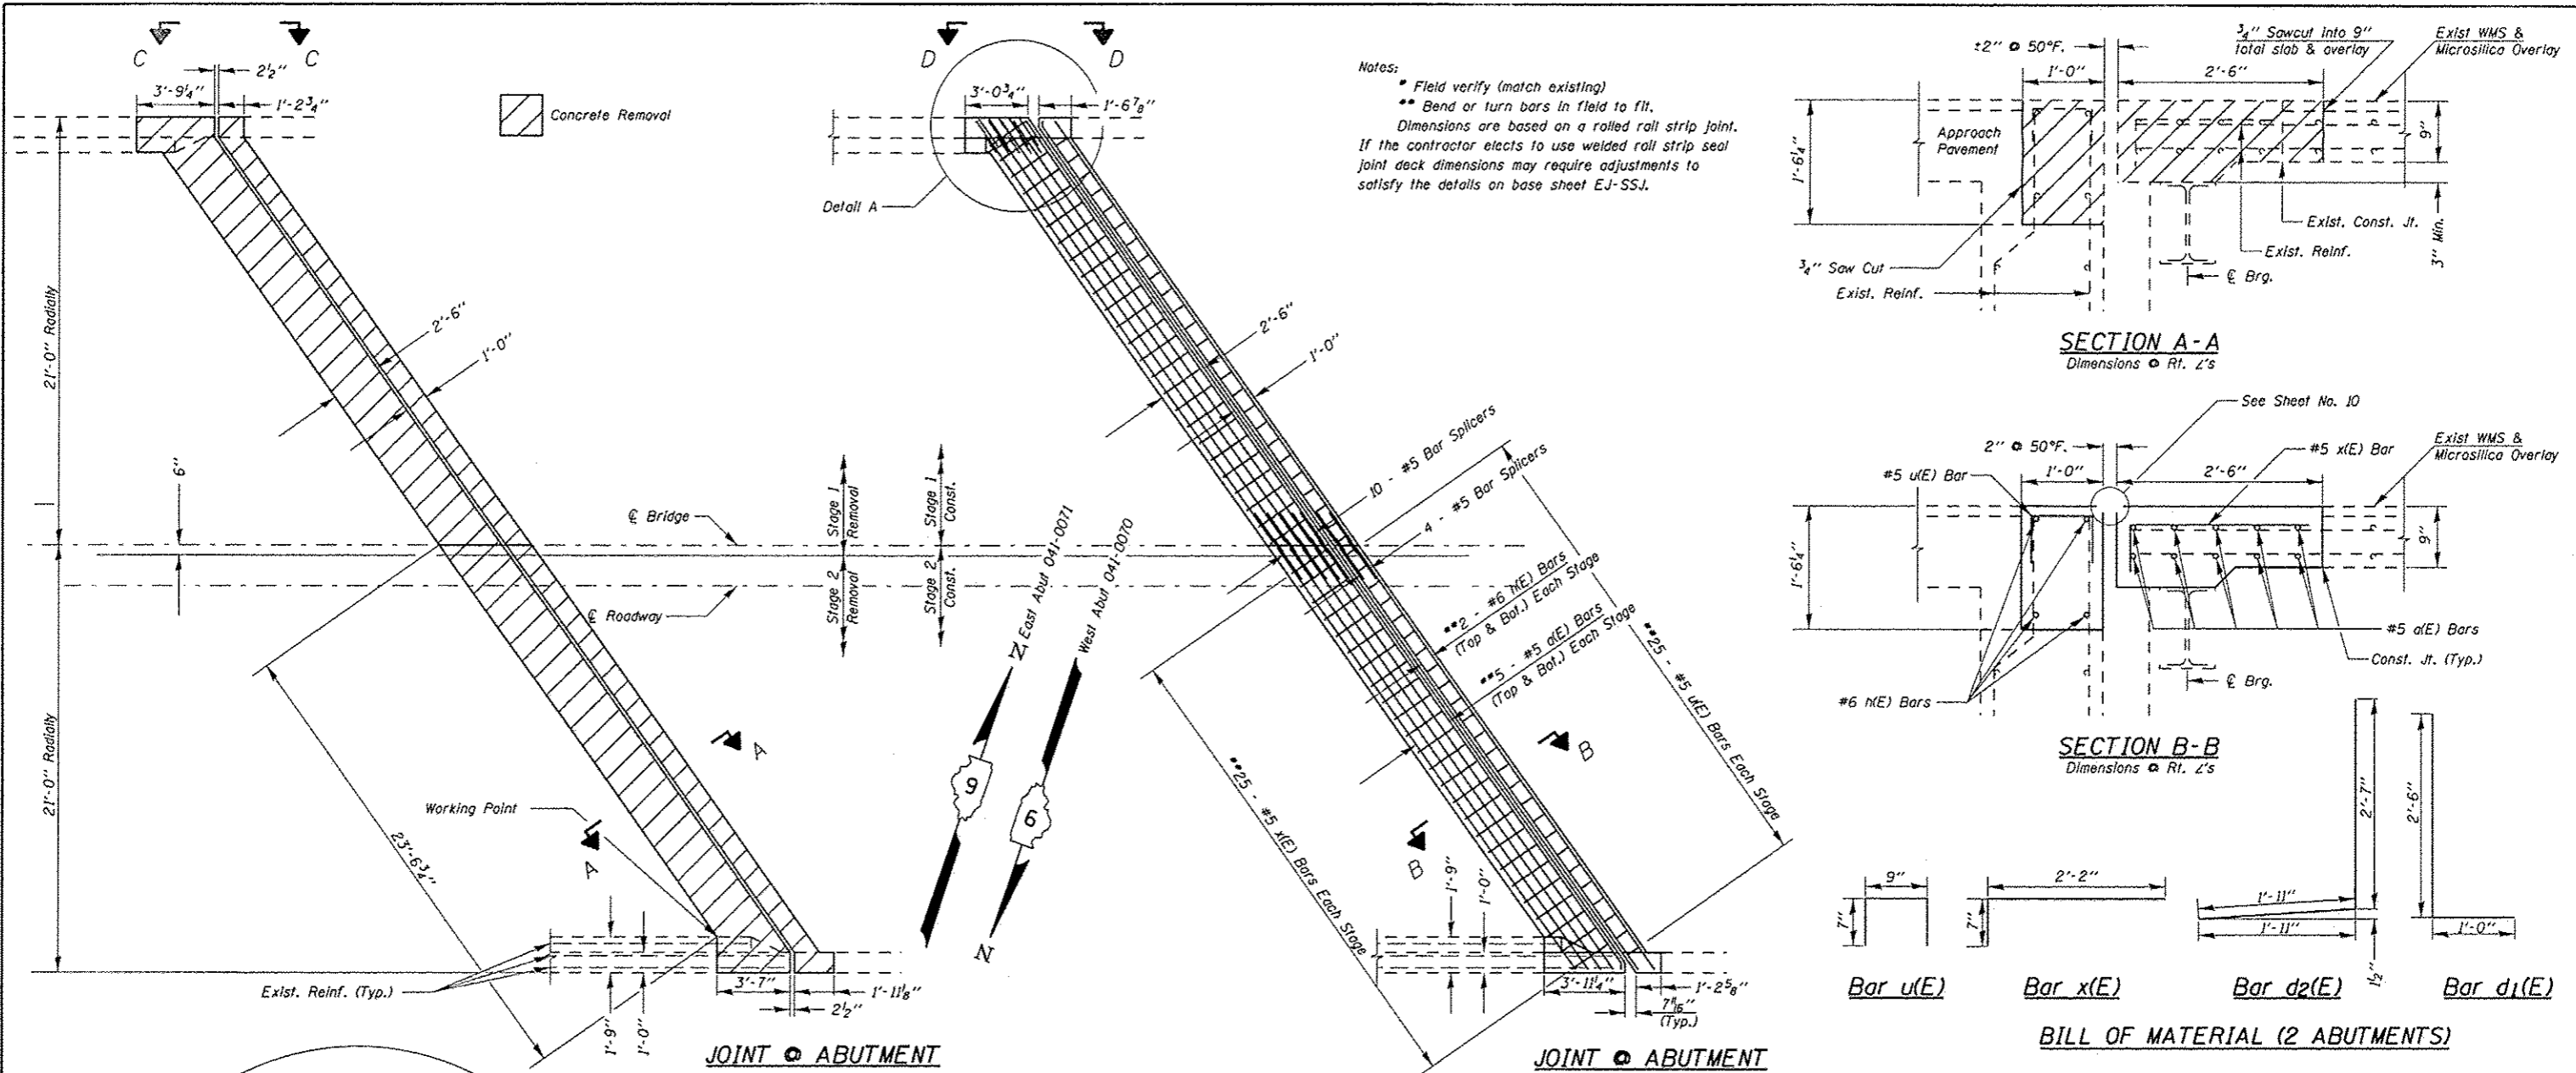 C
C
2½"
3'-9¼"
1'-2¾"
Concrete Removal
21'-0" Radially
2'-6"
1'-0"
6"
℄ Bridge
℄ Roadway
Stage 1
Removal
Stage 2
Removal
Stage 1
Const.
Stage 2
Const.
21'-0" Radially
23'-6¾"
Working Point
A
A
Exist. Reinf. (Typ.)
1'-9"
1'-0"
3'-7"
2½"
1'-11⅛"
JOINT @ ABUTMENT
N East Abut 041-0071
West Abut 041-0070
9
6
N
D
D
3'-0¾"
1'-6⅞"
Detail A
Notes:
* Field verify (match existing)
** Bend or turn bars in field to fit.
Dimensions are based on a rolled rail strip joint.
If the contractor elects to use welded rail strip seal
joint deck dimensions may require adjustments to
satisfy the details on base sheet EJ-SSJ.
2'-6"
1'-0"
10 - #5 Bar Splicers
4 - #5 Bar Splicers
**2 - #6 h(E) Bars
(Top & Bot.) Each Stage
**5 - #5 a(E) Bars
(Top & Bot.) Each Stage
**25 - #5 u(E) Bars Each Stage
**25 - #5 x(E) Bars Each Stage
B
B
1'-9"
1'-0"
3'-11¼"
1'-2⅝"
(Typ.)
JOINT @ ABUTMENT
±2" @ 50°F.
¾" Sawcut into 9"
total slab & overlay
Exist WMS &
Microsilica Overlay
1'-0"
2'-6"
Approach
Pavement
1'-6¼"
9"
3" Min.
Exist. Const. Jt.
Exist. Reinf.
¾" Saw Cut
Exist. Reinf.
℄ Brg.
SECTION A-A
Dimensions @ Rt. ∠'s
See Sheet No. 10
2" @ 50°F.
#5 x(E) Bar
Exist WMS &
Microsilica Overlay
#5 u(E) Bar
1'-0"
2'-6"
1'-6¼"
9"
#5 a(E) Bars
Const. Jt. (Typ.)
#6 h(E) Bars
℄ Brg.
SECTION B-B
Dimensions @ Rt. ∠'s
9"
7"
Bar u(E)
2'-2"
7"
Bar x(E)
2'-7"
1'-11"
1'-11"
½"
Bar d2(E)
2'-6"
1'-0"
Bar d1(E)
BILL OF MATERIAL (2 ABUTMENTS)